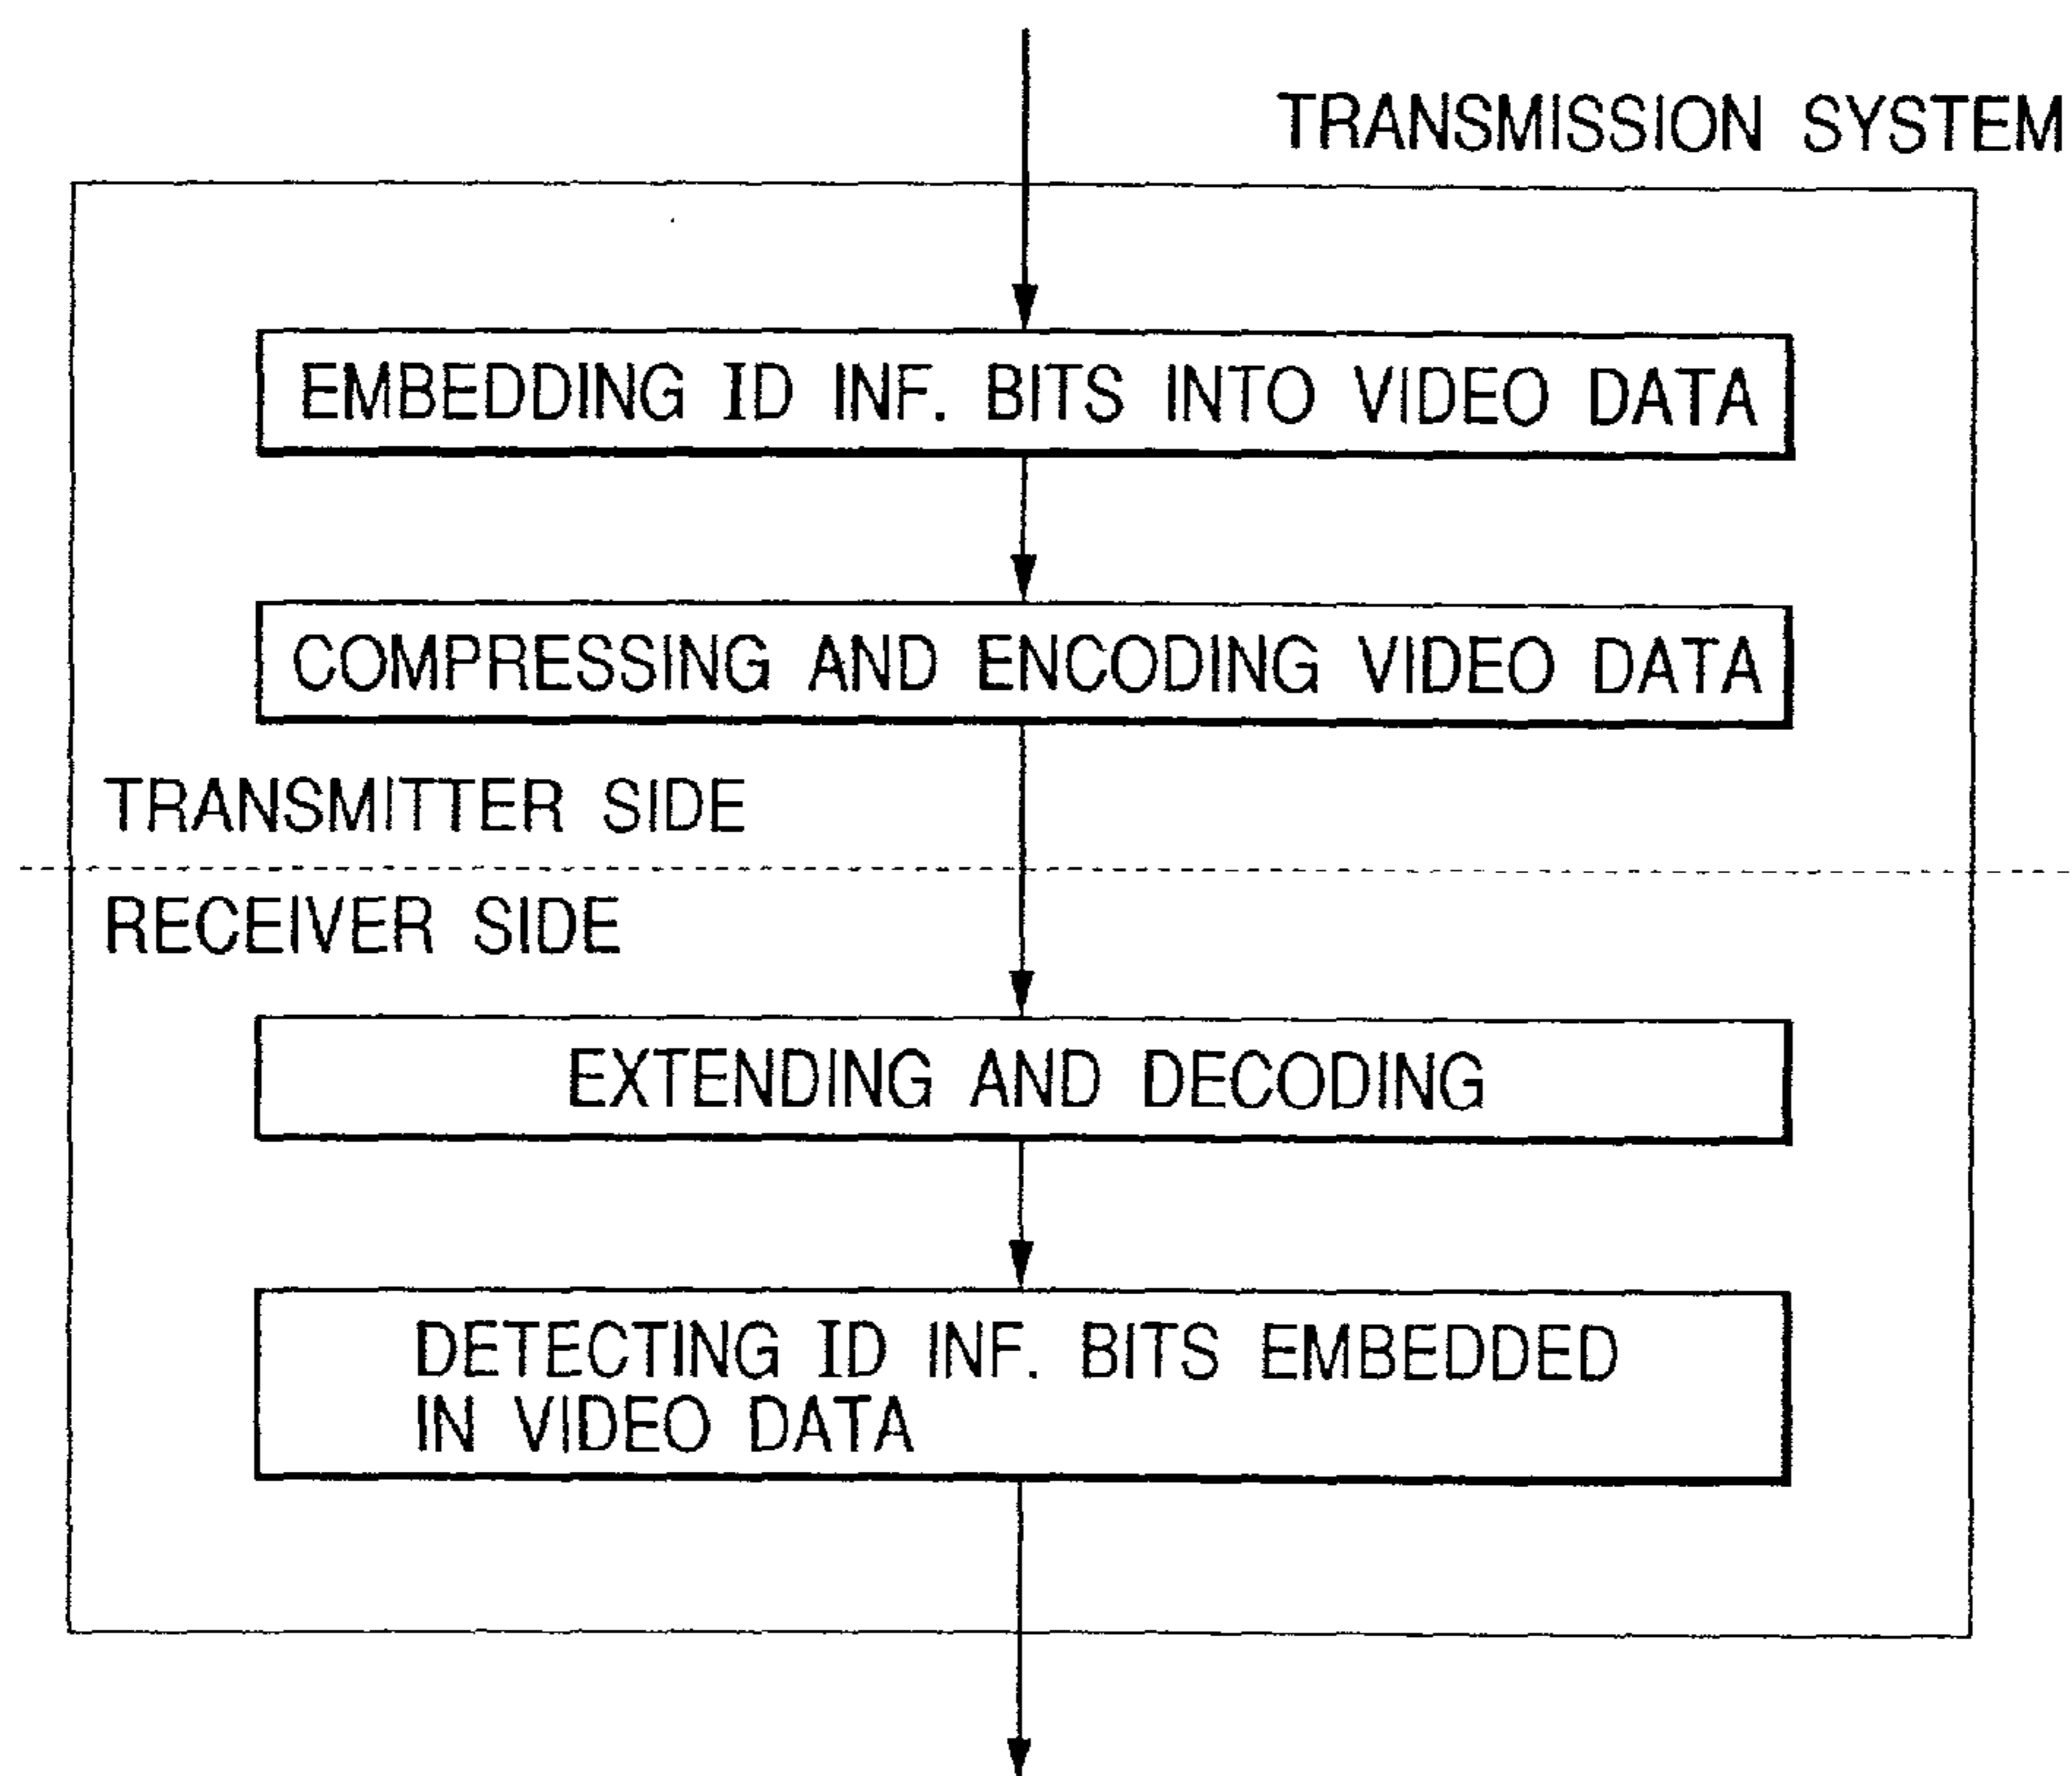 TRANSMISSION SYSTEM
EMBEDDING ID INF. BITS INTO VIDEO DATA
COMPRESSING AND ENCODING VIDEO DATA
TRANSMITTER SIDE
RECEIVER SIDE
EXTENDING AND DECODING
DETECTING ID INF. BITS EMBEDDED
IN VIDEO DATA